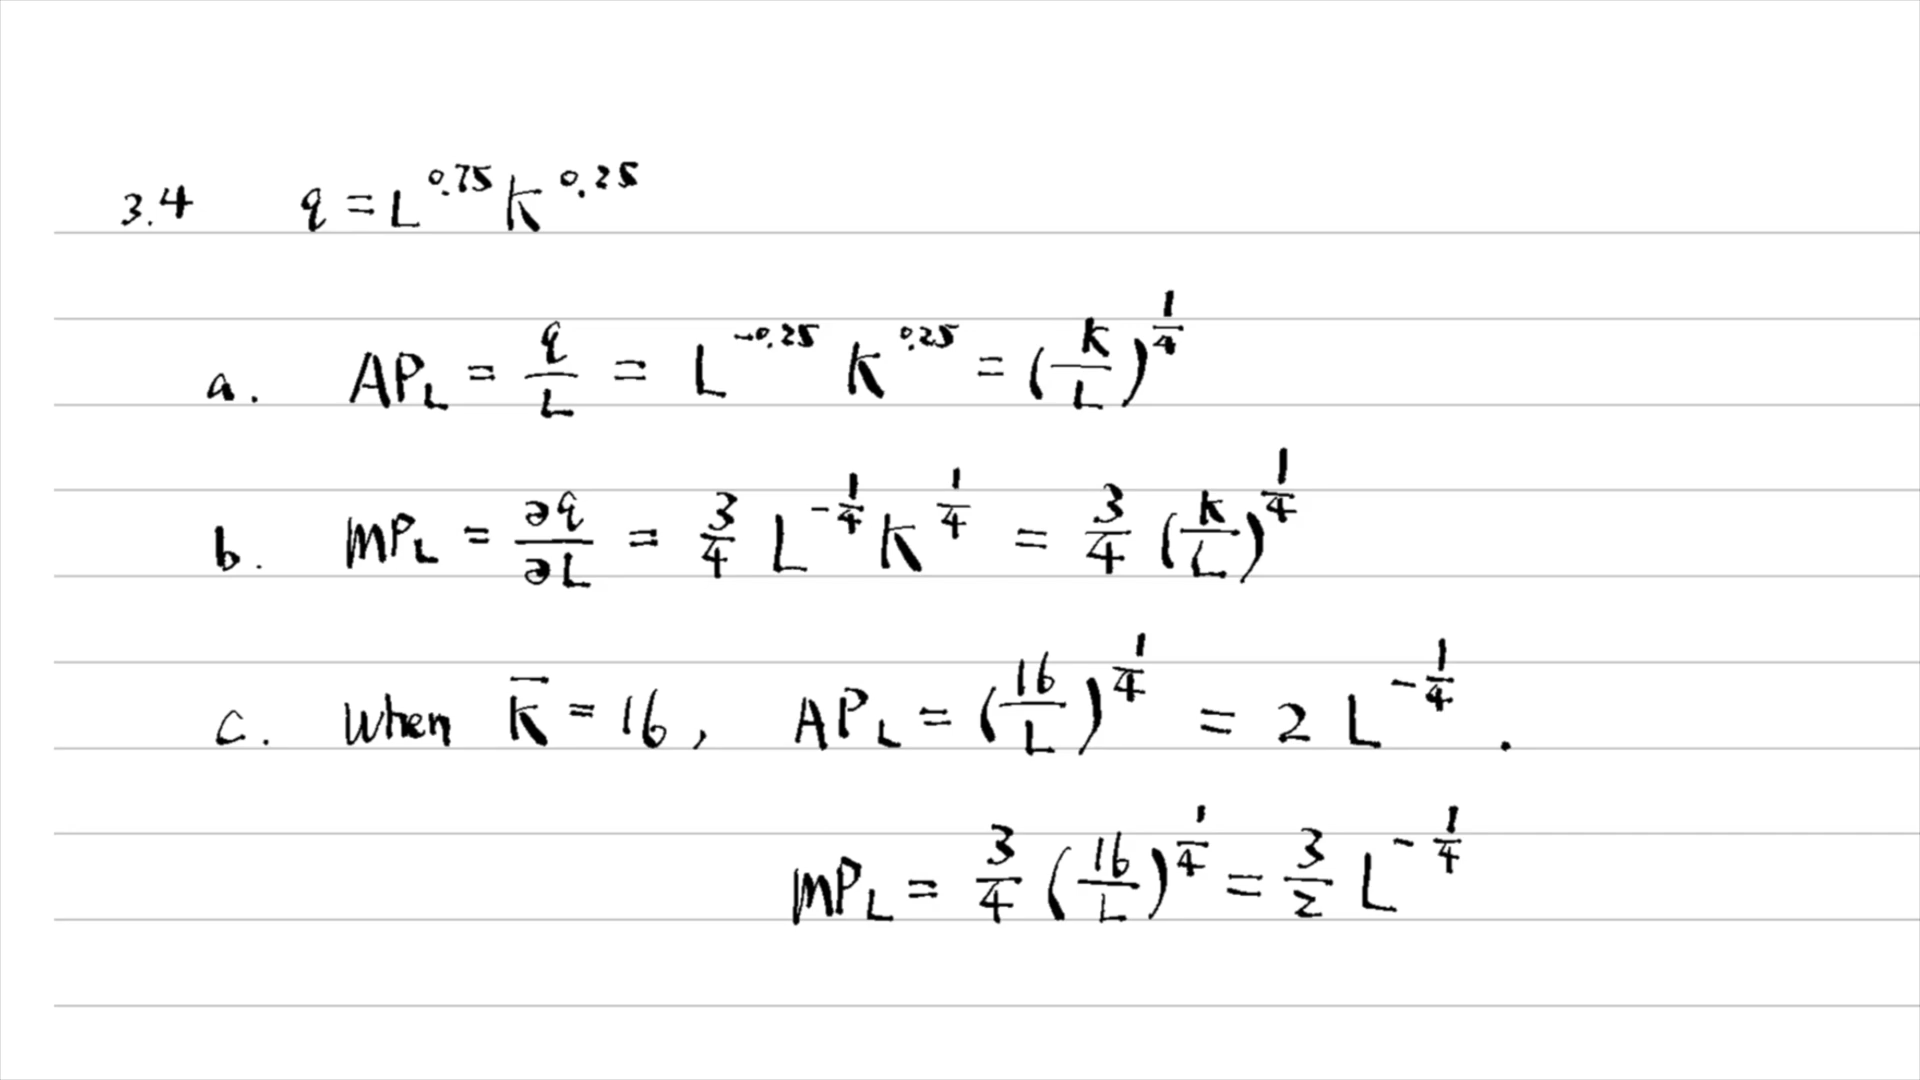 3.4 q = L^0.75 K^0.25
a. AP_L = q/L = L^-0.25 K^0.25 = (K/L)^1/4
b. MP_L = ∂q/∂L = 3/4 L^-1/4 K^1/4 = 3/4 (K/L)^1/4
c. When K̄ = 16, AP_L = (16/L)^1/4 = 2 L^-1/4 .
MP_L = 3/4 (16/L)^1/4 = 3/2 L^-1/4